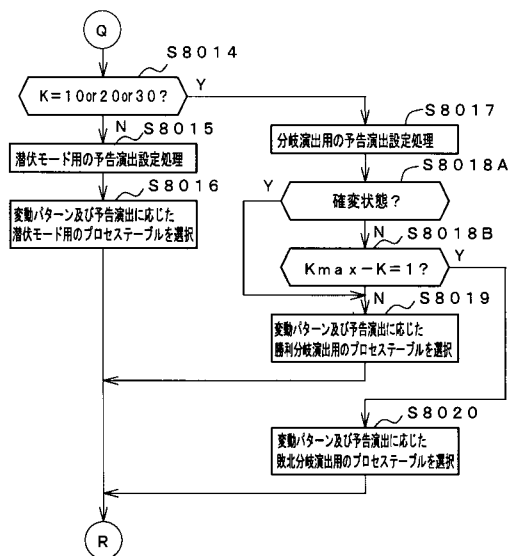 Q
S8014
K=10or20or30?
Y
N
S8015
潜伏モード用の予告演出設定処理
S8016
変動パターン及び予告演出に応じた
潜伏モード用のプロセステーブルを選択
S8017
分岐演出用の予告演出設定処理
S8018A
Y
確変状態?
N
S8018B
Kmax-K=1?
Y
N
S8019
変動パターン及び予告演出に応じた
勝利分岐演出用のプロセステーブルを選択
S8020
変動パターン及び予告演出に応じた
敗北分岐演出用のプロセステーブルを選択
R